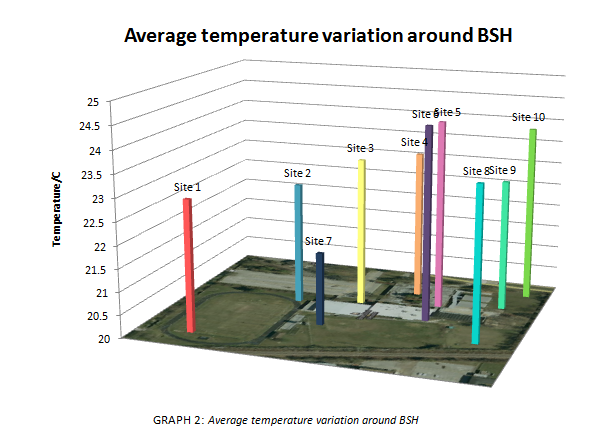 Average temperature variation around BSH
Temperature/C
25
24.5
24
23.5
23
22.5
22
21.5
21
20.5
20
Site 1
Site 2
Site 3
Site 4
Site 5
Site 6
Site 7
Site 8
Site 9
Site 10
GRAPH 2: Average temperature variation around BSH